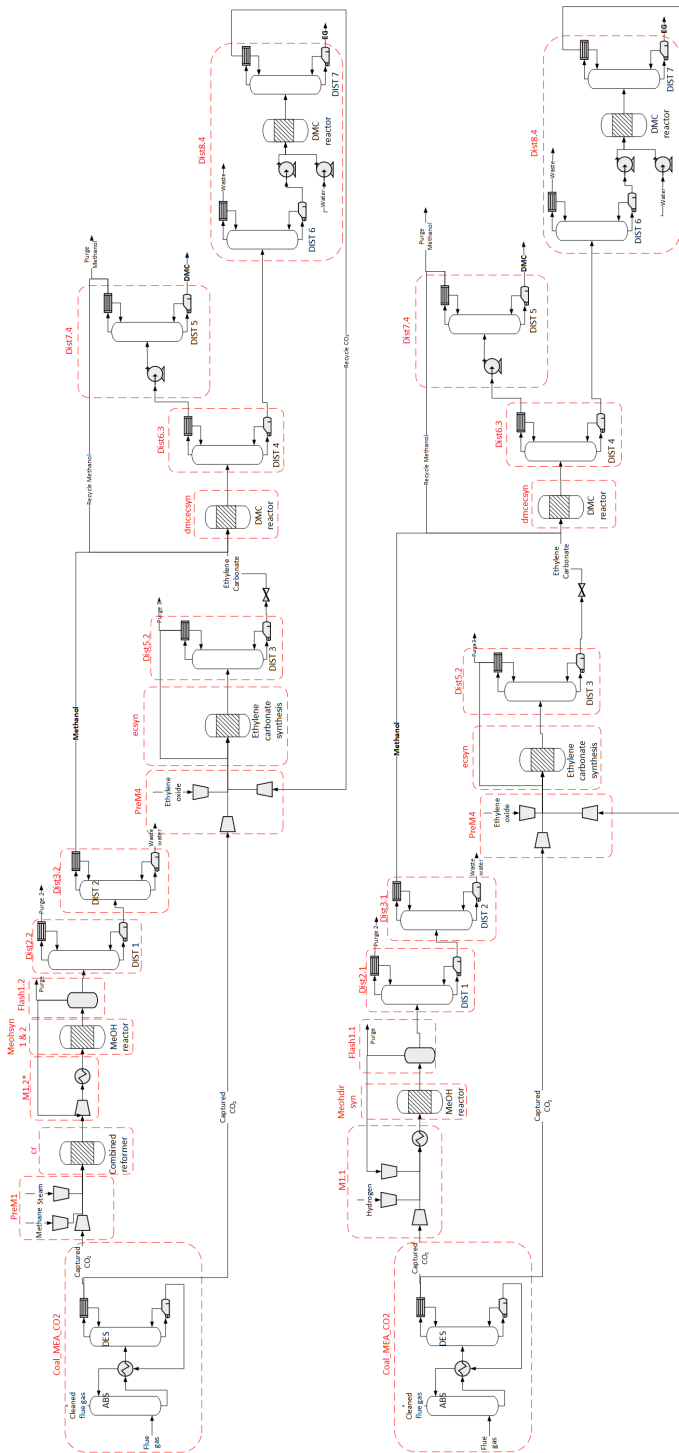 Coal_MEA_CO2
Cleaned
flue gas
Flue
gas
ABS
DES
Captured
CO₂
PreM1
Methane
Steam
cr
Combined
reformer
M1.2*
Meohsyn
1 & 2
MeOH
reactor
Flash1.2
Purge
Dist2.2
Purge 2
DIST 1
Dist3.2
DIST 2
Waste
water
Methanol
Captured
CO₂
PreM4
Ethylene
oxide
ecsyn
Ethylene
carbonate
synthesis
Dist5.2
Purge 3
DIST 3
Ethylene
Carbonate
Recycle Methanol
dmcecsyn
DMC
reactor
Dist6.3
DIST 4
Dist7.4
Purge
Methanol
DIST 5
DMC
Recycle CO₂
Dist8.4
Waste
DIST 6
Water
DMC
reactor
DIST 7
EG
Coal_MEA_CO2
Cleaned
flue gas
Flue
gas
ABS
DES
Captured
CO₂
M1.1
Hydrogen
Meohdir
syn
MeOH
reactor
Flash1.1
Purge
Dist2.1
Purge 2
DIST 1
Dist3.1
DIST 2
Waste
water
Methanol
Captured
CO₂
PreM4
Ethylene
oxide
ecsyn
Ethylene
carbonate
synthesis
Dist5.2
Purge 3
DIST 3
Ethylene
Carbonate
Recycle Methanol
dmcecsyn
DMC
reactor
Dist6.3
DIST 4
Dist7.4
Purge
Methanol
DIST 5
DMC
Dist8.4
Waste
DIST 6
Water
DMC
reactor
DIST 7
EG